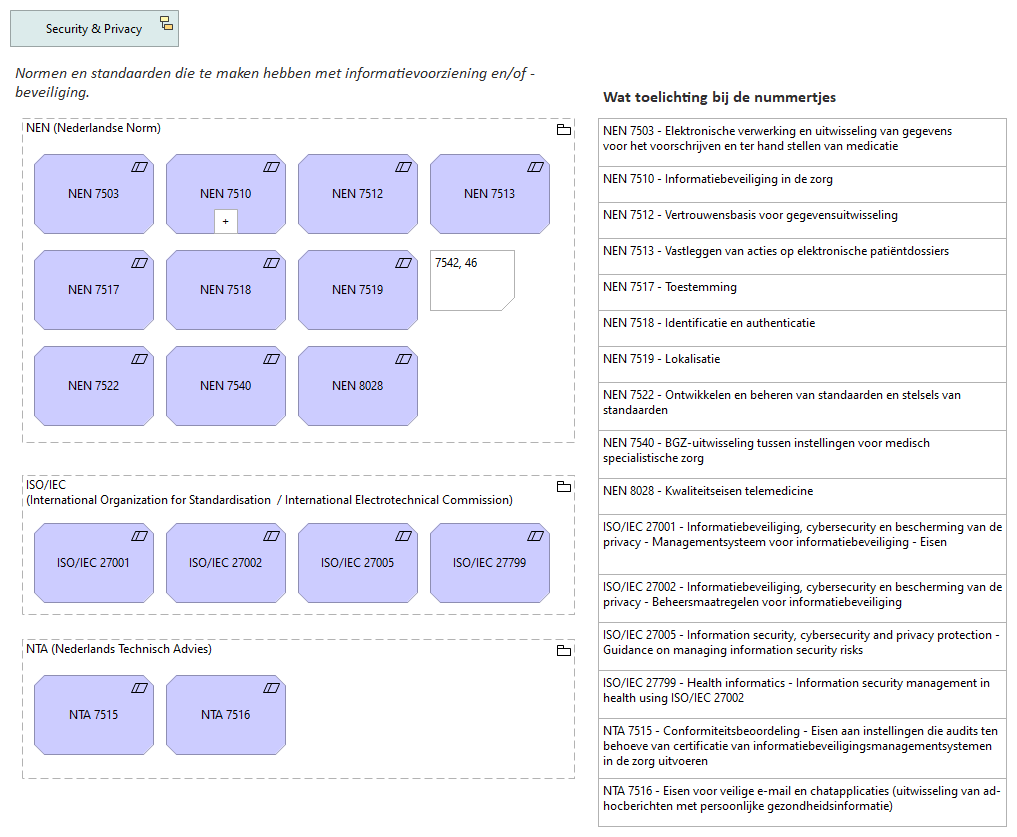 Security & Privacy
Normen en standaarden die te maken hebben met informatievoorziening en/of -
beveiliging.
NEN (Nederlandse Norm)
NEN 7503
NEN 7510
+
NEN 7512
NEN 7513
NEN 7517
NEN 7518
NEN 7519
7542, 46
NEN 7522
NEN 7540
NEN 8028
ISO/IEC
(International Organization for Standardisation  / International Electrotechnical Commission)
ISO/IEC 27001
ISO/IEC 27002
ISO/IEC 27005
ISO/IEC 27799
NTA (Nederlands Technisch Advies)
NTA 7515
NTA 7516
Wat toelichting bij de nummertjes
NEN 7503 - Elektronische verwerking en uitwisseling van gegevens
voor het voorschrijven en ter hand stellen van medicatie
NEN 7510 - Informatiebeveiliging in de zorg
NEN 7512 - Vertrouwensbasis voor gegevensuitwisseling
NEN 7513 - Vastleggen van acties op elektronische patiëntdossiers
NEN 7517 - Toestemming
NEN 7518 - Identificatie en authenticatie
NEN 7519 - Lokalisatie
NEN 7522 - Ontwikkelen en beheren van standaarden en stelsels van
standaarden
NEN 7540 - BGZ-uitwisseling tussen instellingen voor medisch
specialistische zorg
NEN 8028 - Kwaliteitseisen telemedicine
ISO/IEC 27001 - Informatiebeveiliging, cybersecurity en bescherming van de
privacy - Managementsysteem voor informatiebeveiliging - Eisen
ISO/IEC 27002 - Informatiebeveiliging, cybersecurity en bescherming van de
privacy - Beheersmaatregelen voor informatiebeveiliging
ISO/IEC 27005 - Information security, cybersecurity and privacy protection -
Guidance on managing information security risks
ISO/IEC 27799 - Health informatics - Information security management in
health using ISO/IEC 27002
NTA 7515 - Conformiteitsbeoordeling - Eisen aan instellingen die audits ten
behoeve van certificatie van informatiebeveiligingsmanagementsystemen
in de zorg uitvoeren
NTA 7516 - Eisen voor veilige e-mail en chatapplicaties (uitwisseling van ad-
hocberichten met persoonlijke gezondheidsinformatie)